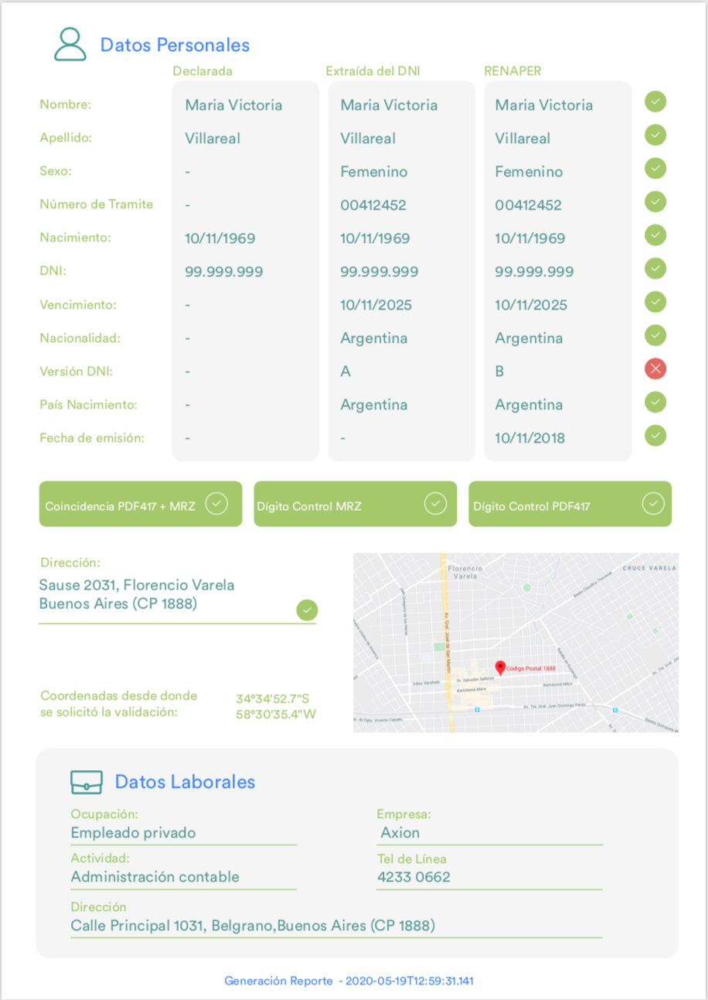 Datos Personales
Declarada Extraída del DNI RENAPER
Nombre: Maria Victoria Maria Victoria Maria Victoria
Apellido: Villareal Villareal Villareal
Sexo: - Femenino Femenino
Número de Tramite - 00412452 00412452
Nacimiento: 10/11/1969 10/11/1969 10/11/1969
DNI: 99.999.999 99.999.999 99.999.999
Vencimiento: - 10/11/2025 10/11/2025
Nacionalidad: - Argentina Argentina
Versión DNI: - A B
País Nacimiento: - Argentina Argentina
Fecha de emisión: - - 10/11/2018
Coincidencia PDF417 + MRZ Dígito Control MRZ Dígito Control PDF417
Dirección:
Sause 2031, Florencio Varela
Buenos Aires (CP 1888)
Florencio
Varela
CRUCE VARELA
Av. Gral. José de San Martín
Código Postal 1888
Dr. Salvador Sallarés
Velez Sarsfield
Bartolomé Mitre
Bartolomé Mitre
Av. Tte. Gral. Juan Domingo Perón
Coordenadas desde donde
se solicitó la validación:
34°34'52.7"S
58°30'35.4"W
Datos Laborales
Ocupación: Empresa:
Empleado privado Axion
Actividad: Tel de Línea
Administración contable 4233 0662
Dirección
Calle Principal 1031, Belgrano,Buenos Aires (CP 1888)
Generación Reporte - 2020-05-19T12:59:31.141